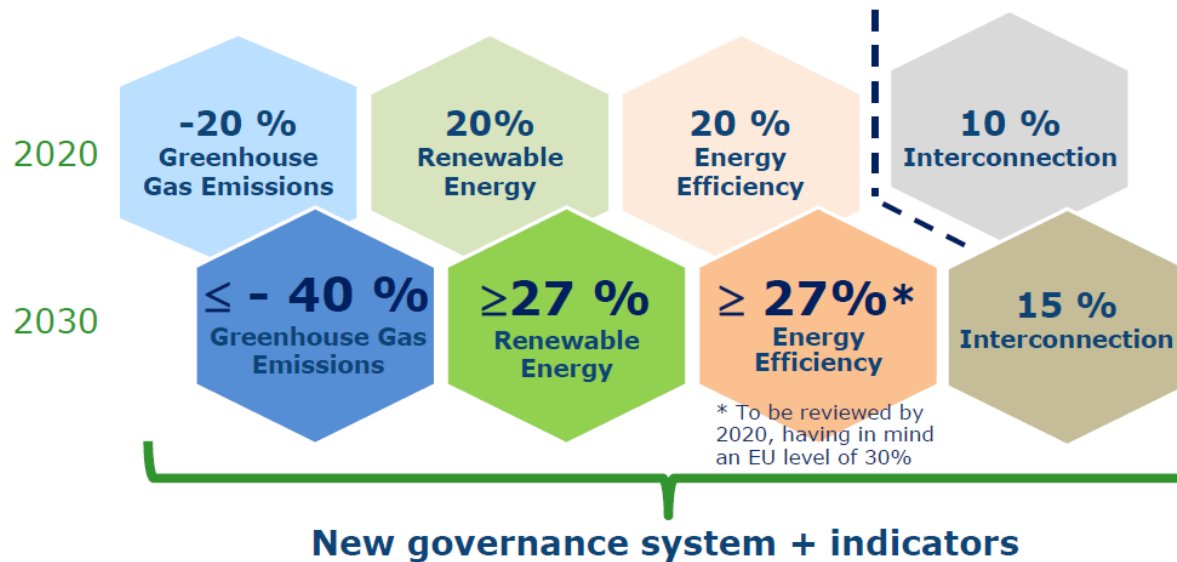 2020
-20 %
Greenhouse
Gas Emissions
20%
Renewable
Energy
20 %
Energy
Efficiency
10 %
Interconnection
2030
≤ - 40 %
Greenhouse Gas
Emissions
≥27 %
Renewable
Energy
≥ 27%*
Energy
Efficiency
* To be reviewed by
2020, having in mind
an EU level of 30%
15 %
Interconnection
New governance system + indicators